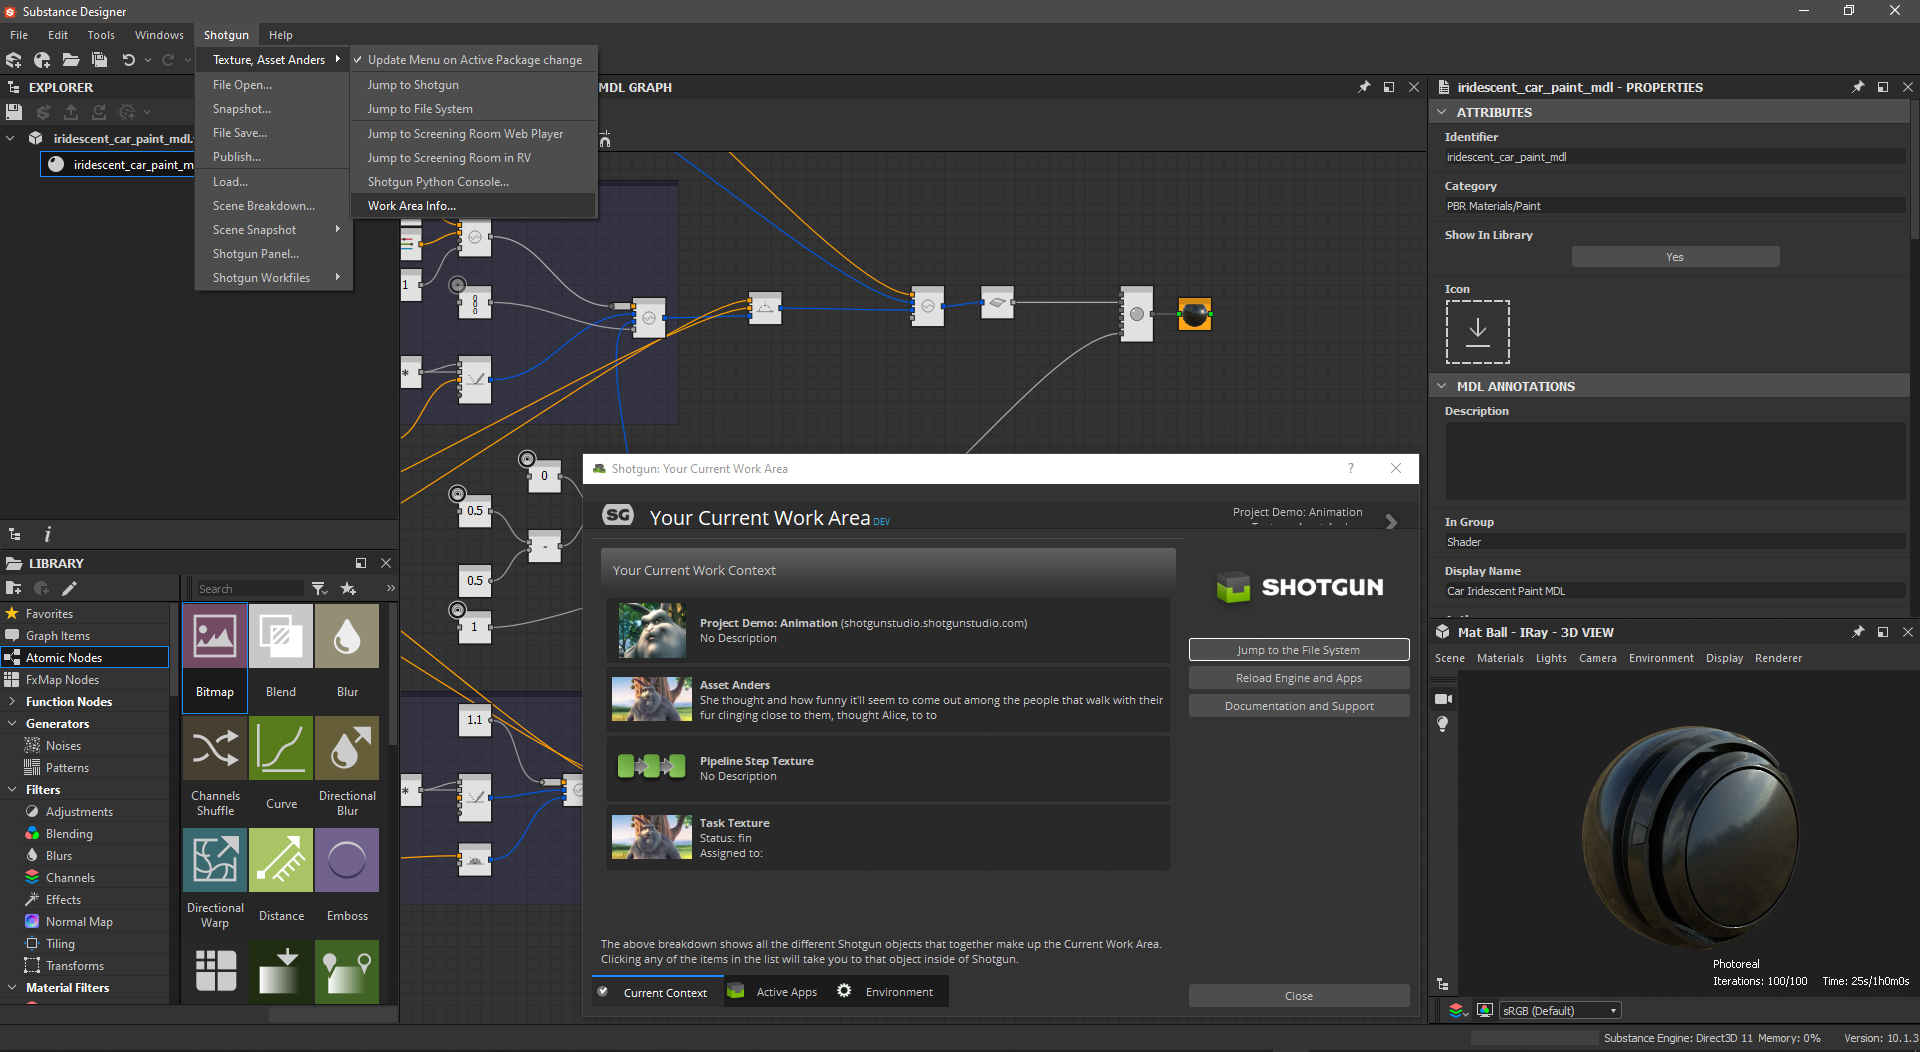 Substance Designer
File Edit Tools Windows Shotgun Help
EXPLORER
iridescent_car_paint_mdl.
iridescent_car_paint_m
Texture, Asset Anders
File Open...
Snapshot...
File Save...
Publish...
Load...
Scene Breakdown...
Scene Snapshot
Shotgun Panel...
Shotgun Workfiles
Update Menu on Active Package change
Jump to Shotgun
Jump to File System
Jump to Screening Room Web Player
Jump to Screening Room in RV
Shotgun Python Console...
Work Area Info...
MDL GRAPH
1
0
0
0
*
0
0.5
-
0.5
1
1.1
*
LIBRARY
Search
Favorites
Graph Items
Atomic Nodes
FxMap Nodes
Function Nodes
Generators
Noises
Patterns
Filters
Adjustments
Blending
Blurs
Channels
Effects
Normal Map
Tiling
Transforms
Material Filters
Bitmap
Blend
Blur
Channels
Shuffle
Curve
Directional
Blur
Directional
Warp
Distance
Emboss
Shotgun: Your Current Work Area
?
SG
Your Current Work Area DEV
Project Demo: Animation
Your Current Work Context
Project Demo: Animation (shotgunstudio.shotgunstudio.com)
No Description
Asset Anders
She thought and how funny it'll seem to come out among the people that walk with their
fur clinging close to them, thought Alice, to to
Pipeline Step Texture
No Description
Task Texture
Status: fin
Assigned to:
SHOTGUN
Jump to the File System
Reload Engine and Apps
Documentation and Support
The above breakdown shows all the different Shotgun objects that together make up the Current Work Area.
Clicking any of the items in the list will take you to that object inside of Shotgun.
Current Context
Active Apps
Environment
Close
iridescent_car_paint_mdl - PROPERTIES
ATTRIBUTES
Identifier
iridescent_car_paint_mdl
Category
PBR Materials/Paint
Show In Library
Yes
Icon
MDL ANNOTATIONS
Description
In Group
Shader
Display Name
Car Iridescent Paint MDL
Mat Ball - IRay - 3D VIEW
Scene Materials Lights Camera Environment Display Renderer
Photoreal
Iterations: 100/100 Time: 25s/1h0m0s
sRGB (Default)
Substance Engine: Direct3D 11 Memory: 0% Version: 10.1.3